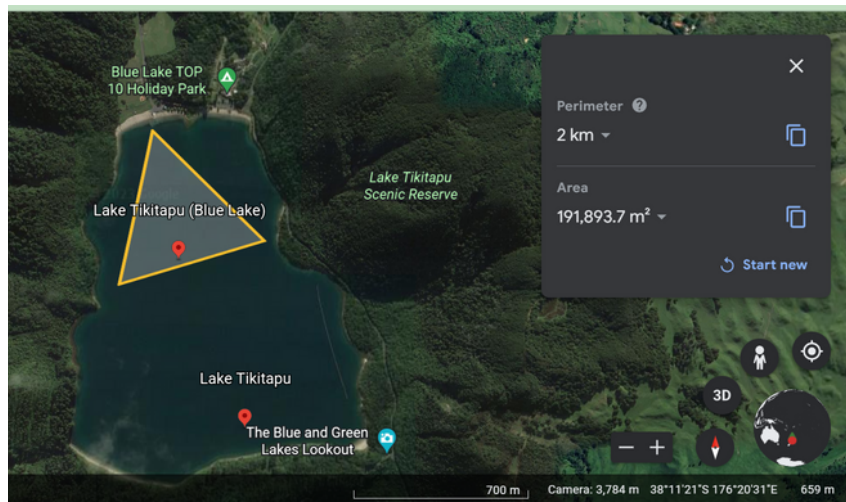 Blue Lake TOP
10 Holiday Park
Lake Tikitapu
Scenic Reserve
Lake Tikitapu (Blue Lake)
Lake Tikitapu
The Blue and Green
Lakes Lookout
Perimeter ?
2 km
Area
191,893.7 m²
Start new
3D
700 m
Camera: 3,784 m 38°11'21"S 176°20'31"E 659 m